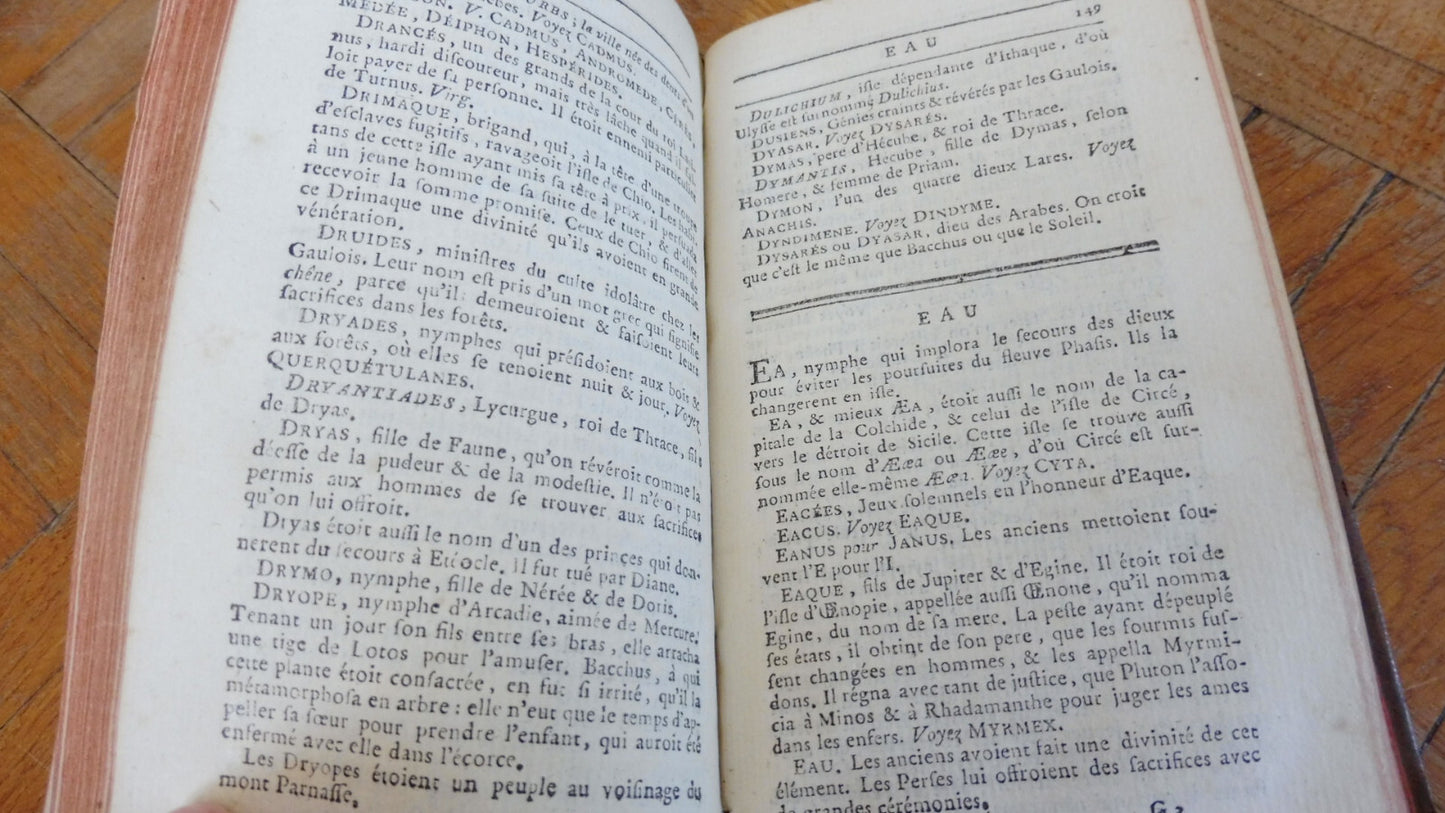 URBS ; la ville née des dents
Voyez CADMUS.
DON. V. CADMUS, ANDROMEDE, CERÈS,
MÉDÉE, DÉIPHON, HESPÉRIDES.
DRANCÉS, un des grands de la cour du roi
nus, hardi discoureur, mais très lâche quand il
loit payer de sa personne. Il étoit ennemi particulier
de Turnus. Virg.
DRIMAQUE, brigand, qui, à la tête d'une troupe
d'esclaves fugitifs, ravageoit l'isle de Chio. Les habi-
tans de cette isle ayant mis sa tête à prix, il persuada
à un jeune homme de sa suite de le tuer, & d'aller
recevoir la somme promise. Ceux de Chio firent de
ce Drimaque une divinité qu'ils avoient en grande
vénération.
DRUIDES, ministres du culte idolâtre chez les
Gaulois. Leur nom est pris d'un mot grec qui signifie
chéne, parce qu'ils demeuroient & faisoient leurs
sacrifices dans les forêts.
DRYADES, nymphes qui présidoient aux bois &
aux forêts, où elles se tenoient nuit & jour. Voyez
QUERQUÉTULANES.
DRYANTIADES, Lycurgue, roi de Thrace, fils
de Dryas.
DRYAS, fille de Faune, qu'on révéroit comme la
déesse de la pudeur & de la modestie. Il n'étoit pas
permis aux hommes de se trouver aux sacrifices
qu'on lui offroit.
Dryas étoit aussi le nom d'un des princes qui don-
nerent du secours à Etéocle. Il fut tué par Diane.
DRYMO, nymphe, fille de Nérée & de Doris.
DRYOPE, nymphe d'Arcadie, aimée de Mercure.
Tenant un jour son fils entre ses bras, elle arracha
une tige de Lotos pour l'amuser. Bacchus, à qui
cette plante étoit consacrée, en fut si irrité, qu'il la
métamorphosa en arbre : elle n'eut que le temps d'ap-
peller sa sœur pour prendre l'enfant, qui auroit été
enfermé avec elle dans l'écorce.
Les Dryopes étoient un peuple au voisinage du
mont Parnasse.
EAU 149
DULICHIUM, isle dépendante d'Ithaque, d'où
Ulysse est surnommé Dulichius.
DUSIENS, Génies craints & révérés par les Gaulois.
DYASAR. Voyez DYSARÉS.
DYMAS, pere d'Hécube, & roi de Thrace.
DYMANTIS, Hécube, fille de Dymas, selon
Homere, & femme de Priam.
DYMON, l'un des quatre dieux Lares. Voyez
ANACHIS.
DYNDIMENE. Voyez DINDYME.
DYSARÉS ou DYASAR, dieu des Arabes. On croit
que c'est le même que Bacchus ou que le Soleil.
EAU
EA, nymphe qui implora le secours des dieux
pour éviter les poursuites du fleuve Phasis. Ils la
changerent en isle.
EA, & mieux ÆA, étoit aussi le nom de la ca-
pitale de la Colchide, & celui de l'isle de Circé,
vers le détroit de Sicile. Cette isle se trouve aussi
sous le nom d'Ææa ou Ææe, d'où Circé est sur-
nommée elle-même Ææa. Voyez CYTA.
EACÉES, Jeux solemnels en l'honneur d'Eaque.
EACUS. Voyez EAQUE.
EANUS pour JANUS. Les anciens mettoient sou-
vent l'E pour l'I.
EAQUE, fils de Jupiter & d'Egine. Il étoit roi de
l'isle d'Œnopie, appellée aussi Œnone, qu'il nomma
Egine, du nom de sa mere. La peste ayant dépeuplé
ses états, il obtint de son pere, que les fourmis fus-
sent changées en hommes, & les appella Myrmi-
dons. Il régna avec tant de justice, que Pluton l'asso-
cia à Minos & à Rhadamanthe pour juger les ames
dans les enfers. Voyez MYRMEX.
EAU. Les anciens avoient fait une divinité de cet
élément. Les Perses lui offroient des sacrifices avec
de grandes cérémonies.